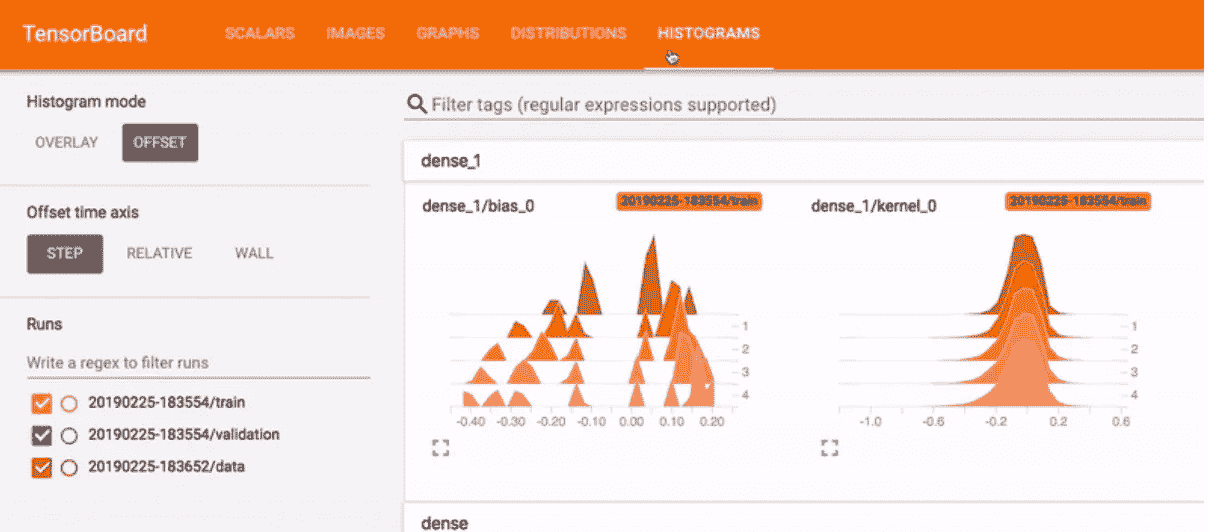 TensorBoard SCALARS IMAGES GRAPHS DISTRIBUTIONS HISTOGRAMS
Histogram mode
OVERLAY OFFSET
Offset time axis
STEP RELATIVE WALL
Runs
Write a regex to filter runs
20190225-183554/train
20190225-183554/validation
20190225-183652/data
Filter tags (regular expressions supported)
dense_1
dense_1/bias_0 20190225-183554/train
1
2
3
4
-0.40 -0.30 -0.20 -0.10 0.00 0.10 0.20
dense_1/kernel_0 20190225-183554/train
1
2
3
4
-1.0 -0.6 -0.2 0.2 0.6
dense